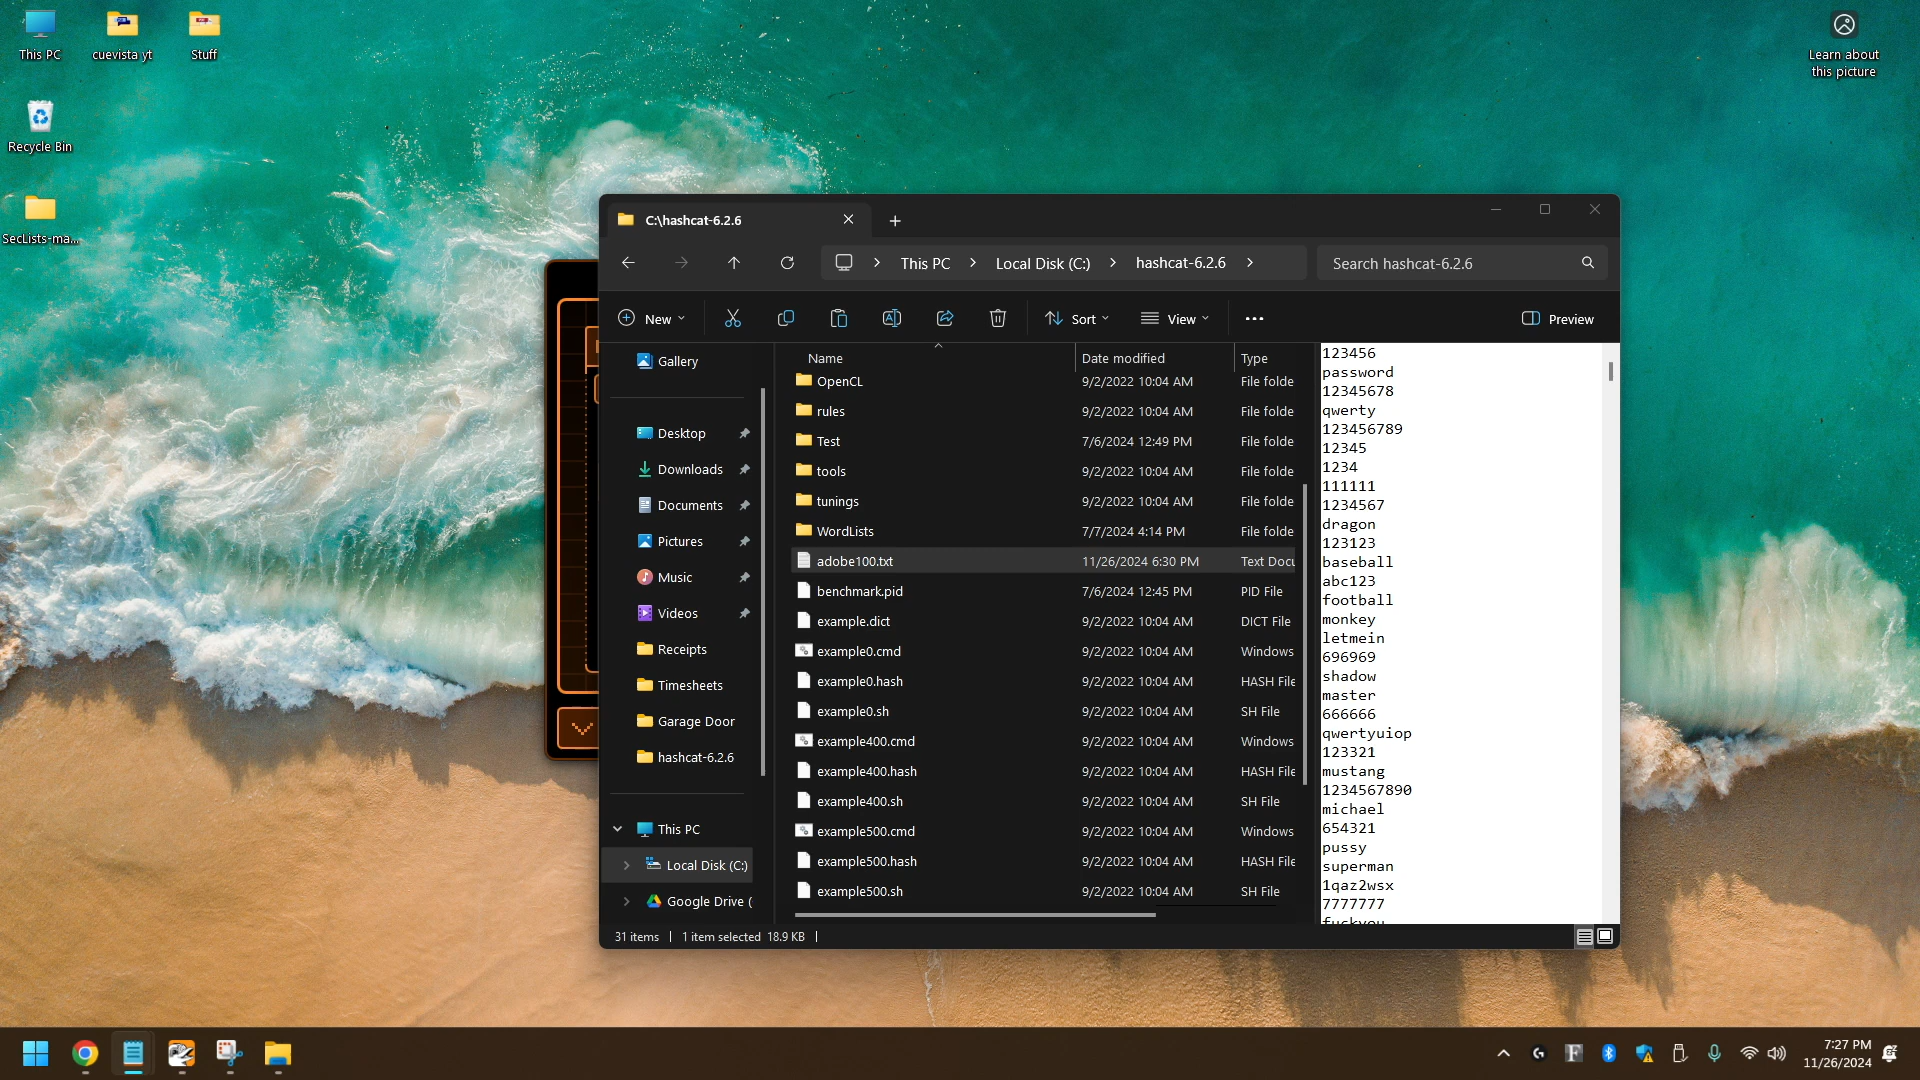 This PC
cuevista yt
Stuff
Learn about
this picture
Recycle Bin
SecLists-ma...
C:\hashcat-6.2.6
This PC
Local Disk (C:)
hashcat-6.2.6
Search hashcat-6.2.6
New
Sort
View
Preview
Gallery
Desktop
Downloads
Documents
Pictures
Music
Videos
Receipts
Timesheets
Garage Door
hashcat-6.2.6
This PC
Local Disk (C:)
Google Drive (
Name Date modified Type
OpenCL 9/2/2022 10:04 AM File folde
rules 9/2/2022 10:04 AM File folde
Test 7/6/2024 12:49 PM File folde
tools 9/2/2022 10:04 AM File folde
tunings 9/2/2022 10:04 AM File folde
WordLists 7/7/2024 4:14 PM File folde
adobe100.txt 11/26/2024 6:30 PM Text Docu
benchmark.pid 7/6/2024 12:45 PM PID File
example.dict 9/2/2022 10:04 AM DICT File
example0.cmd 9/2/2022 10:04 AM Windows
example0.hash 9/2/2022 10:04 AM HASH File
example0.sh 9/2/2022 10:04 AM SH File
example400.cmd 9/2/2022 10:04 AM Windows
example400.hash 9/2/2022 10:04 AM HASH File
example400.sh 9/2/2022 10:04 AM SH File
example500.cmd 9/2/2022 10:04 AM Windows
example500.hash 9/2/2022 10:04 AM HASH File
example500.sh 9/2/2022 10:04 AM SH File
123456
password
12345678
qwerty
123456789
12345
1234
111111
1234567
dragon
123123
baseball
abc123
football
monkey
letmein
696969
shadow
master
666666
qwertyuiop
123321
mustang
1234567890
michael
654321
pussy
superman
1qaz2wsx
7777777
fuckyou
31 items
1 item selected 18.9 KB
7:27 PM
11/26/2024